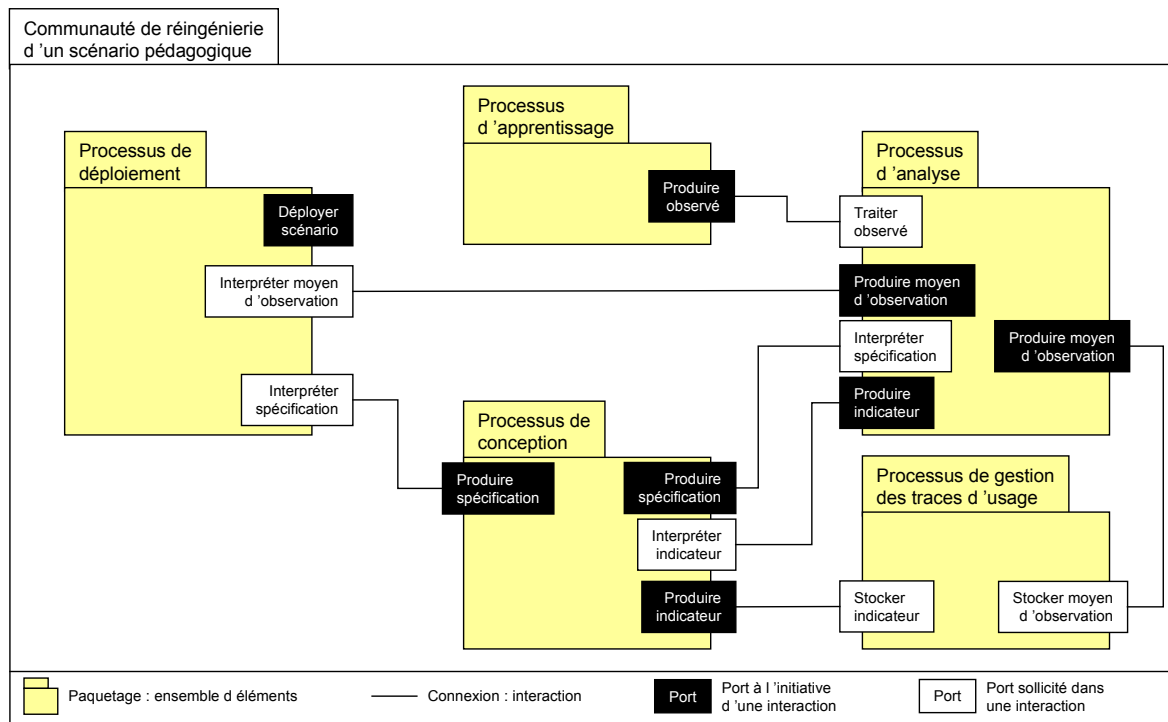 Communauté de réingénierie
d 'un scénario pédagogique
Processus
d 'apprentissage
Produire
observé
Processus de
déploiement
Déployer
scénario
Interpréter moyen
d 'observation
Interpréter
spécification
Processus
d 'analyse
Traiter
observé
Produire moyen
d 'observation
Interpréter
spécification
Produire
indicateur
Produire moyen
d 'observation
Processus de
conception
Produire
spécification
Produire
spécification
Interpréter
indicateur
Produire
indicateur
Processus de gestion
des traces d 'usage
Stocker
indicateur
Stocker moyen
d 'observation
Paquetage : ensemble d éléments
Connexion : interaction
Port
Port à l 'initiative
d 'une interaction
Port
Port sollicité dans
une interaction